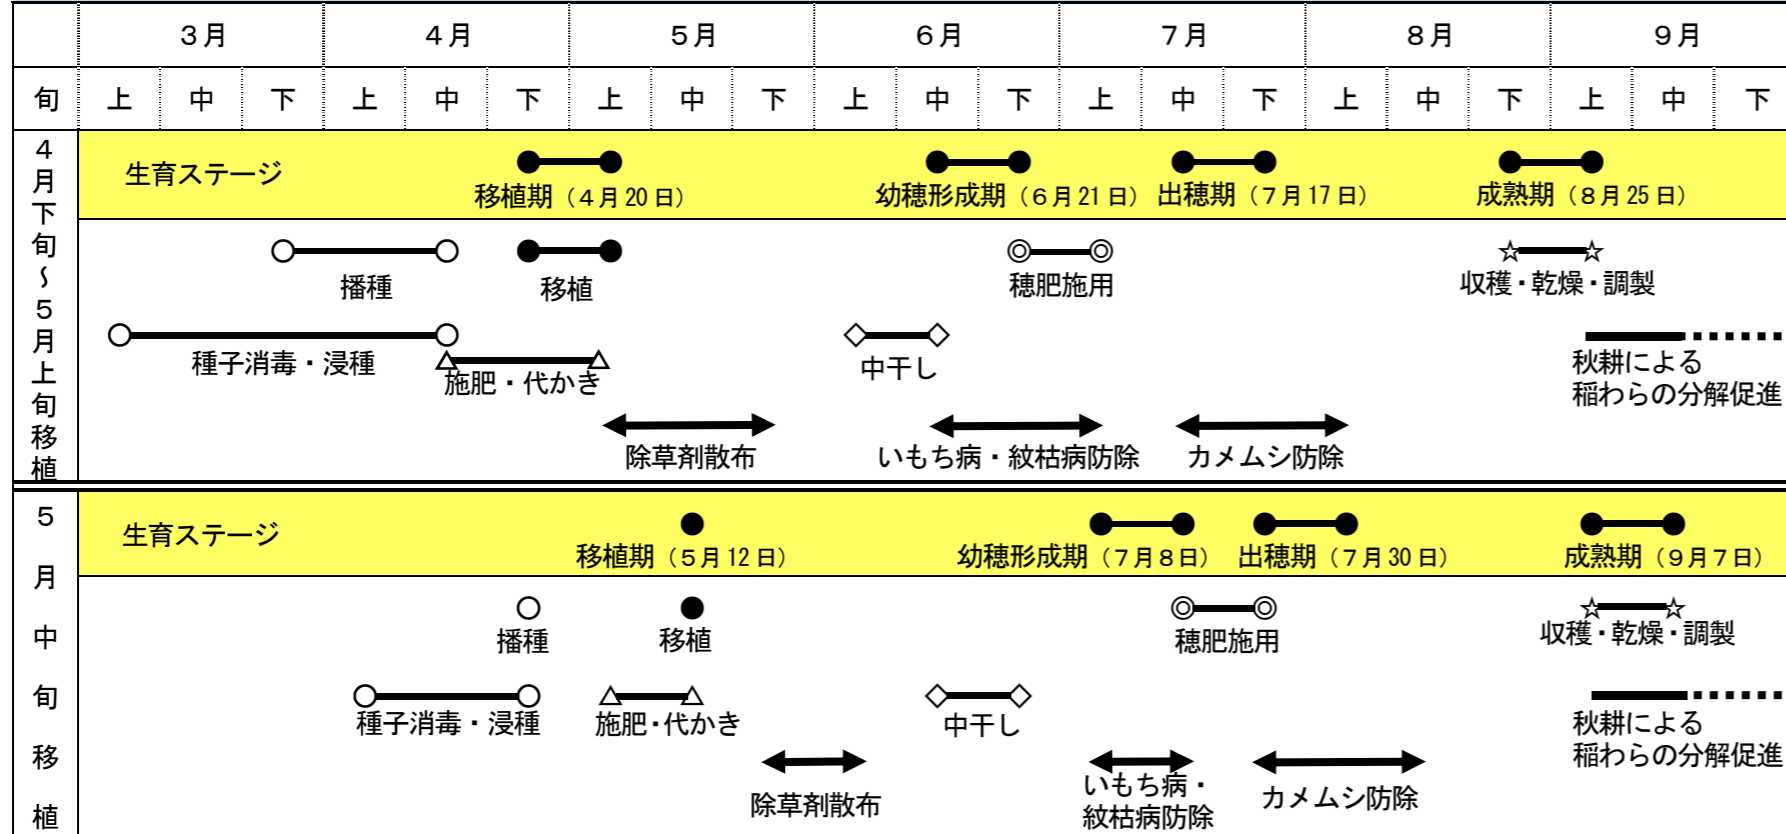 ３月 ４月 ５月 ６月 ７月 ８月 ９月
旬 上 中 下 上 中 下 上 中 下 上 中 下 上 中 下 上 中 下 上 中 下
４月下旬～５月上旬移植
生育ステージ
移植期（４月20日） 幼穂形成期（６月21日） 出穂期（７月17日） 成熟期（８月25日）
播種 移植 穂肥施用 収穫・乾燥・調製
種子消毒・浸種 施肥・代かき 中干し 秋耕による
稲わらの分解促進
除草剤散布 いもち病・紋枯病防除 カメムシ防除
５月中旬移植
生育ステージ
移植期（５月12日） 幼穂形成期（７月８日） 出穂期（７月30日） 成熟期（９月７日）
播種 移植 穂肥施用 収穫・乾燥・調製
種子消毒・浸種 施肥・代かき 中干し 秋耕による
稲わらの分解促進
除草剤散布 いもち病・
紋枯病防除 カメムシ防除